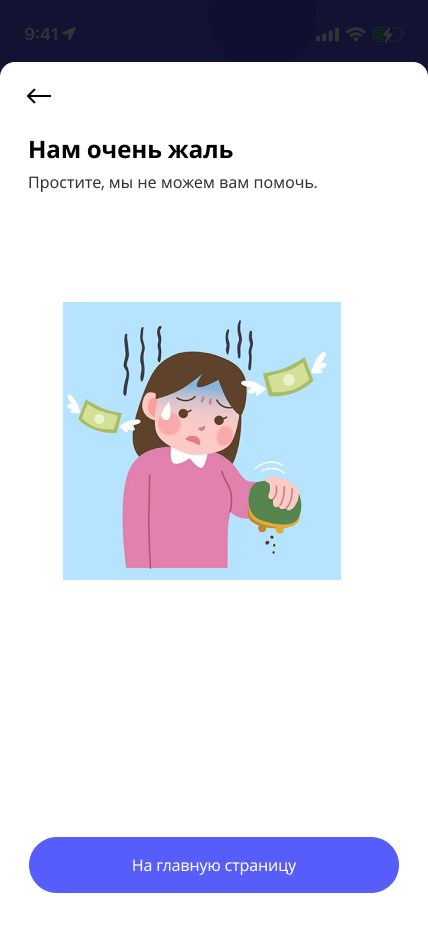 9:41
Нам очень жаль
Простите, мы не можем вам помочь.
На главную страницу